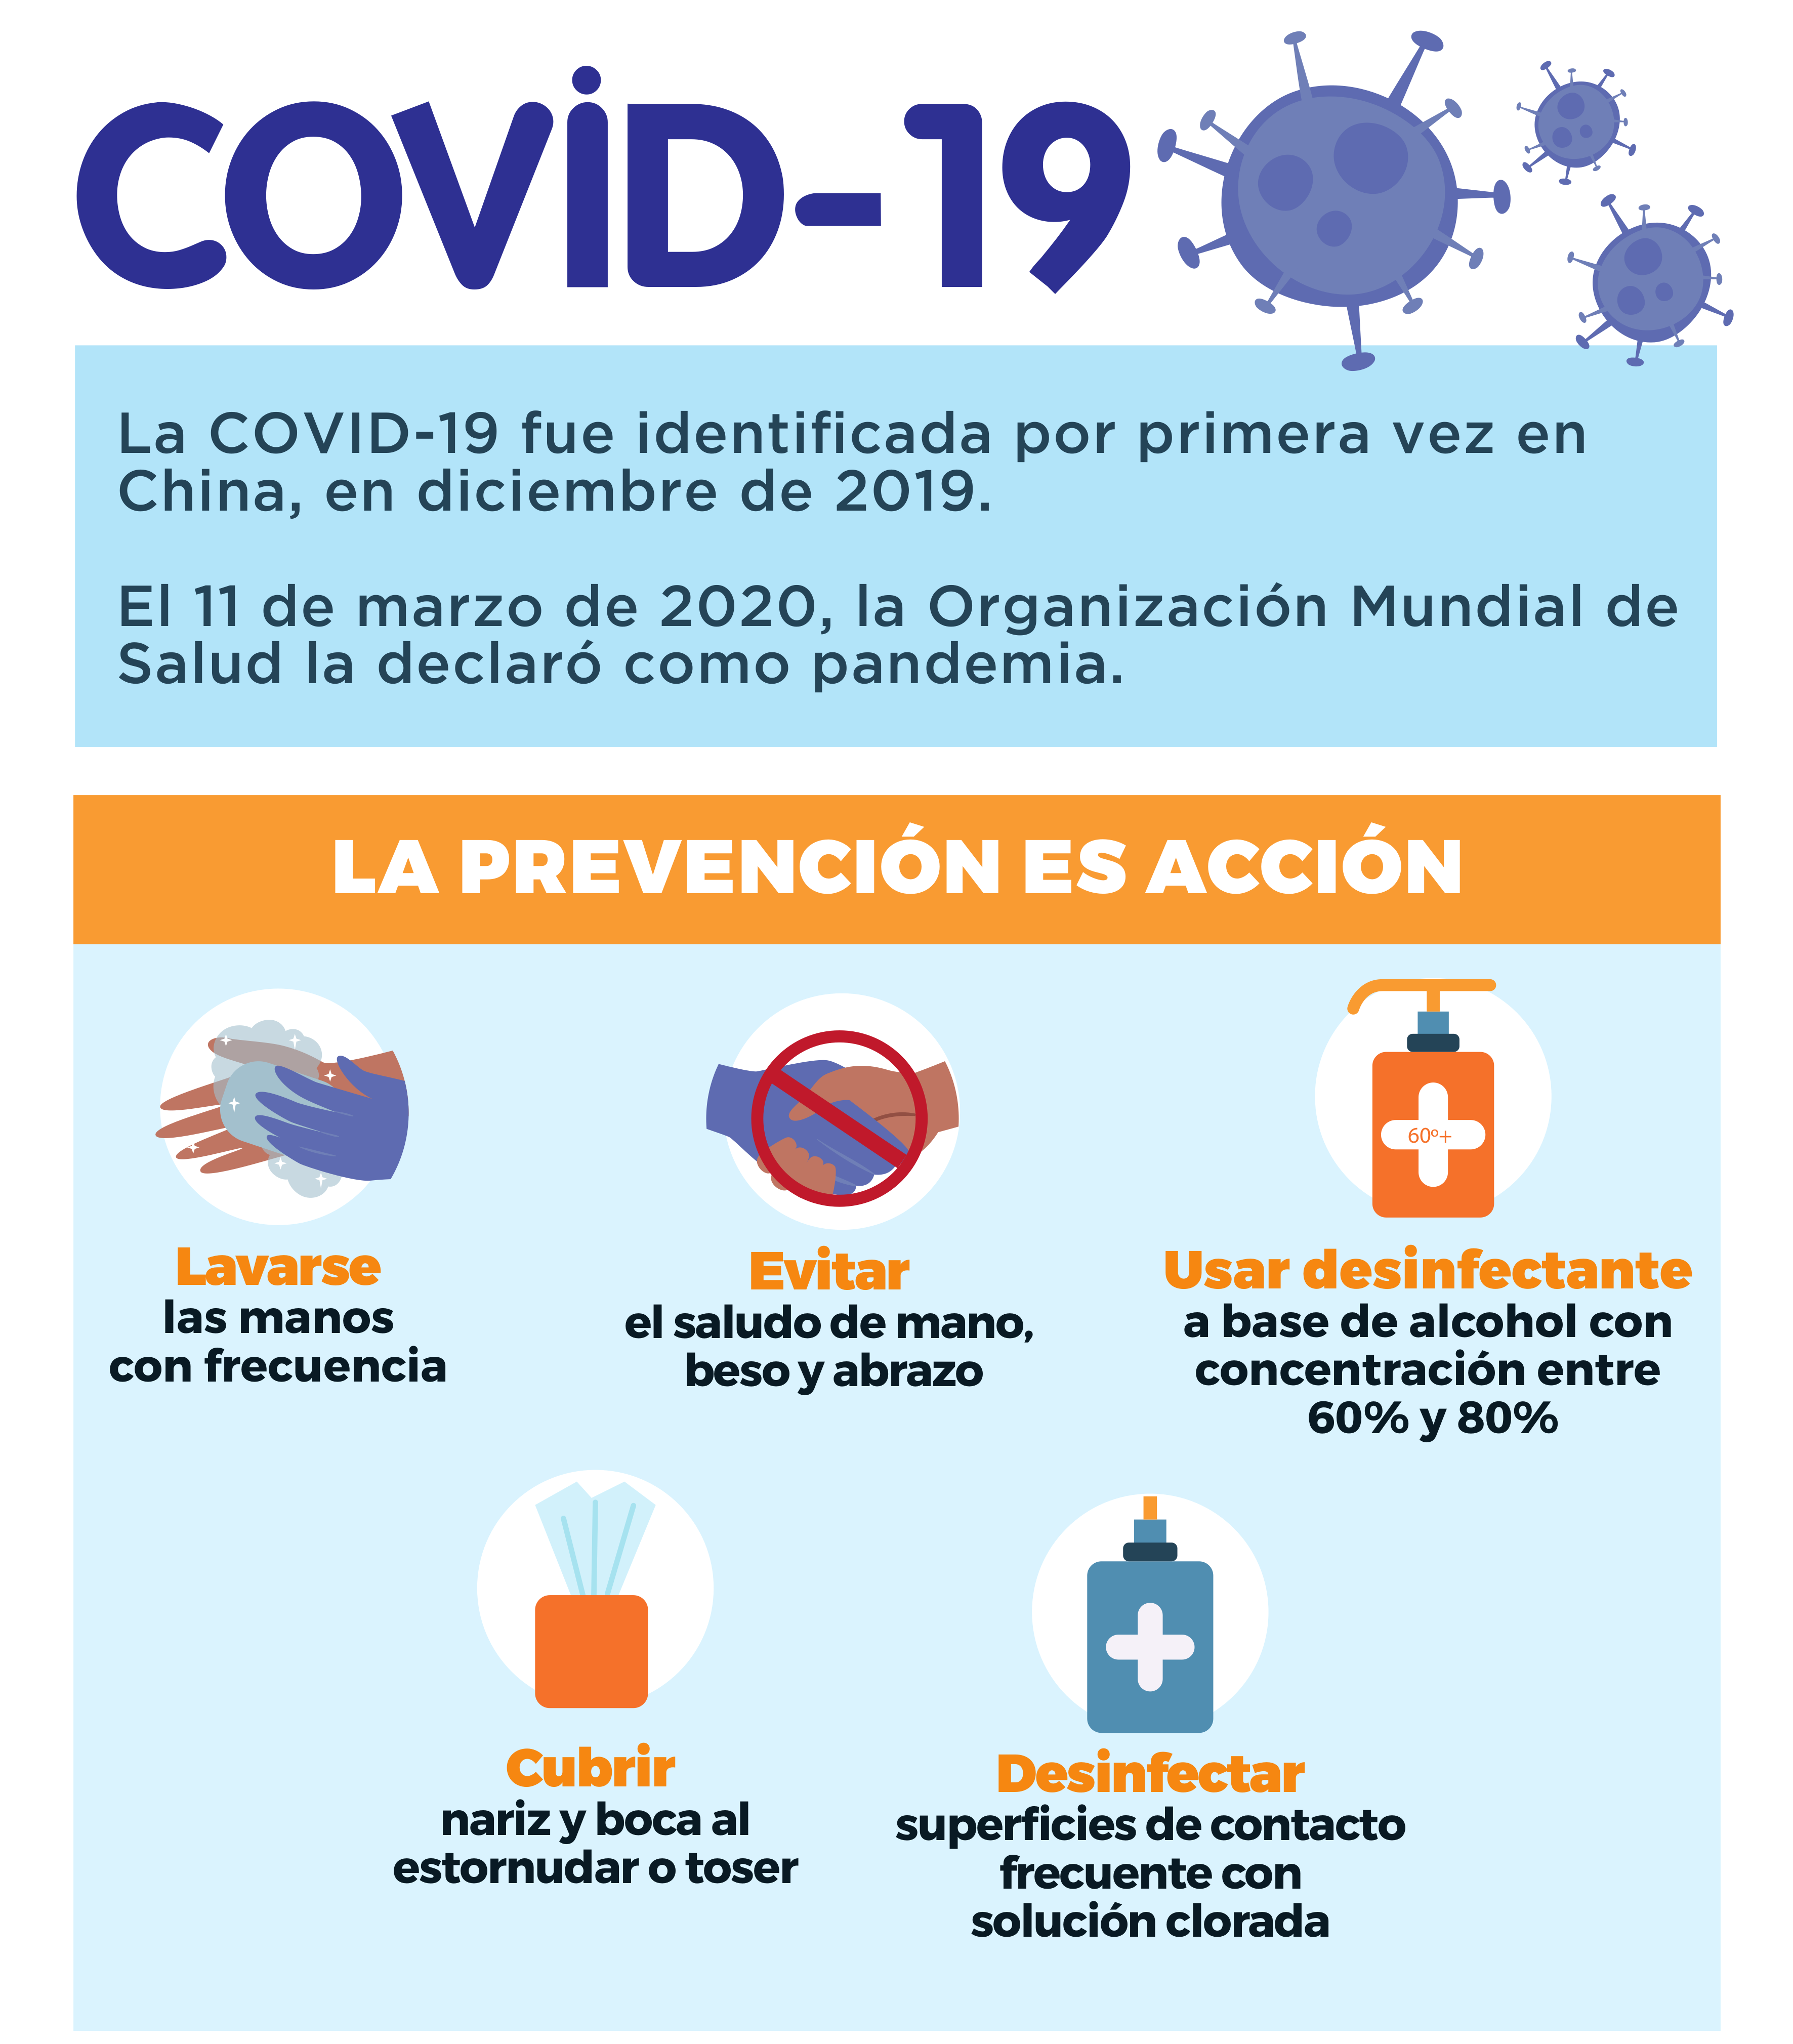 COVID-19
La COVID-19 fue identificada por primera vez en
China, en diciembre de 2019.
El 11 de marzo de 2020, la Organización Mundial de
Salud la declaró como pandemia.
LA PREVENCIÓN ES ACCIÓN
60º+
Lavarse
las manos
con frecuencia
Evitar
el saludo de mano,
beso y abrazo
Usar desinfectante
a base de alcohol con
concentración entre
60% y 80%
Cubrir
nariz y boca al
estornudar o toser
Desinfectar
superficies de contacto
frecuente con
solución clorada